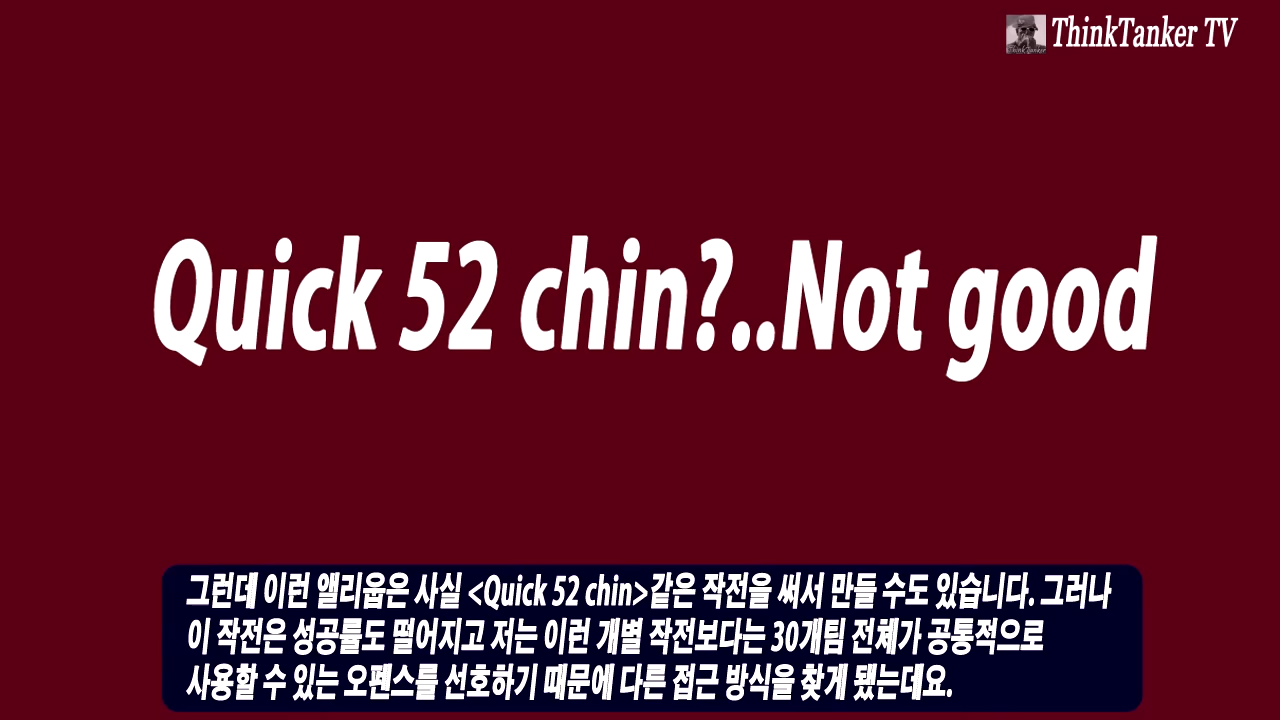 ThinkTanker TV
Quick 52 chin?..Not good
그런데 이런 앨리웁은 사실 <Quick 52 chin>같은 작전을 써서 만들 수도 있습니다. 그러나
이 작전은 성공률도 떨어지고 저는 이런 개별 작전보다는 30개팀 전체가 공통적으로
사용할 수 있는 오펜스를 선호하기 때문에 다른 접근 방식을 찾게 됐는데요.